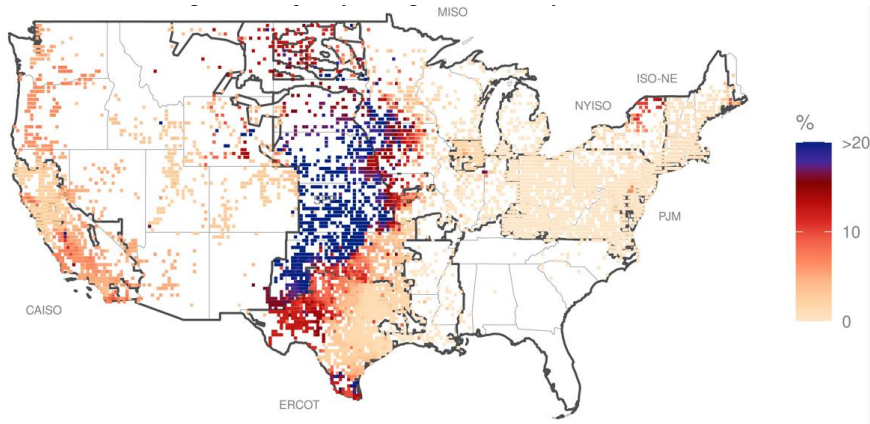 MISO
ISO-NE
NYISO
PJM
CAISO
ERCOT
%
>20
10
0